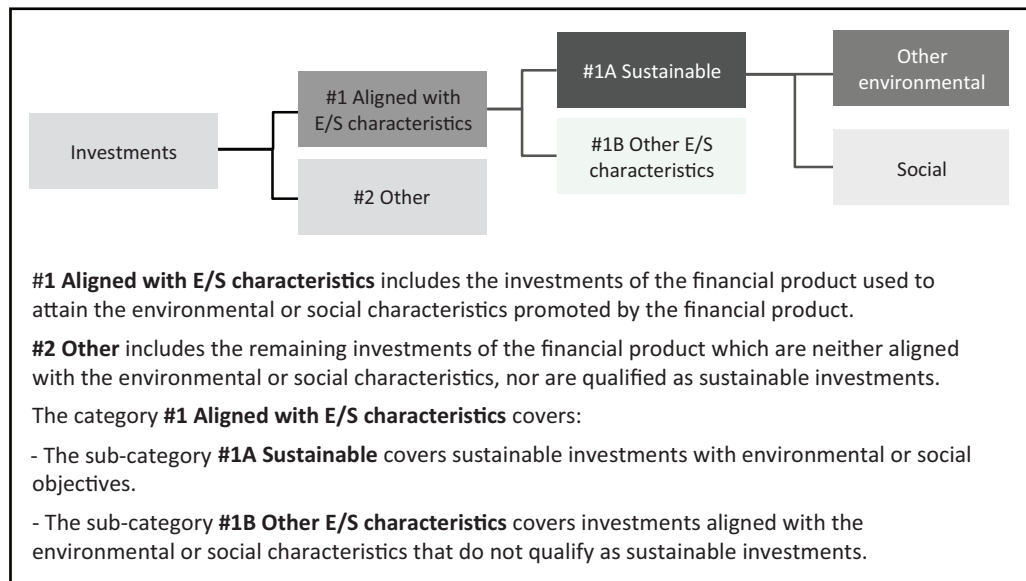 Investments
#1 Aligned with
E/S characteristics
#2 Other
#1A Sustainable
#1B Other E/S
characteristics
Other
environmental
Social
#1 Aligned with E/S characteristics includes the investments of the financial product used to
attain the environmental or social characteristics promoted by the financial product.
#2 Other includes the remaining investments of the financial product which are neither aligned
with the environmental or social characteristics, nor are qualified as sustainable investments.
The category #1 Aligned with E/S characteristics covers:
- The sub-category #1A Sustainable covers sustainable investments with environmental or social
objectives.
- The sub-category #1B Other E/S characteristics covers investments aligned with the
environmental or social characteristics that do not qualify as sustainable investments.